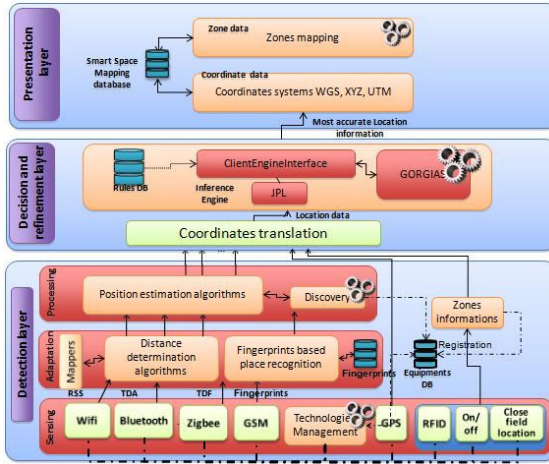 Presentation layer
Zone data
Zones mapping
Smart Space Mapping database
Coordinate data
Coordinates systems WGS, XYZ, UTM
Most accurate Location information
Decision and refinement layer
Rules DB
ClientEngineInterface
Inference Engine
JPL
GORGIAS
Location data
Coordinates translation
...
Detection layer
Processing
Position estimation algorithms
Discovery
Zones informations
Adaptation
Mappers
Distance determination algorithms
Fingerprints based place recognition
Fingerprints
Registration
Equipments DB
RSS
TDA
TDF
Fingerprints
Sensing
Wifi
Bluetooth
Zigbee
GSM
Technologies Management
GPS
RFID
On/off
Close field location